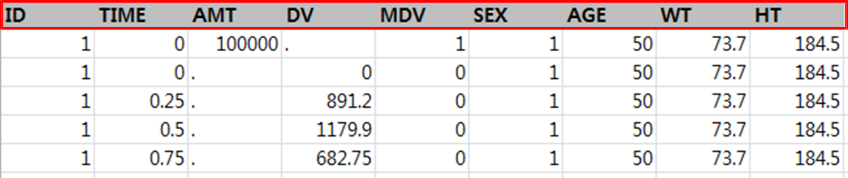 ID TIME AMT DV MDV SEX AGE WT HT
1 0 100000 . 1 1 50 73.7 184.5
1 0 . 0 0 1 50 73.7 184.5
1 0.25 . 891.2 0 1 50 73.7 184.5
1 0.5 . 1179.9 0 1 50 73.7 184.5
1 0.75 . 682.75 0 1 50 73.7 184.5